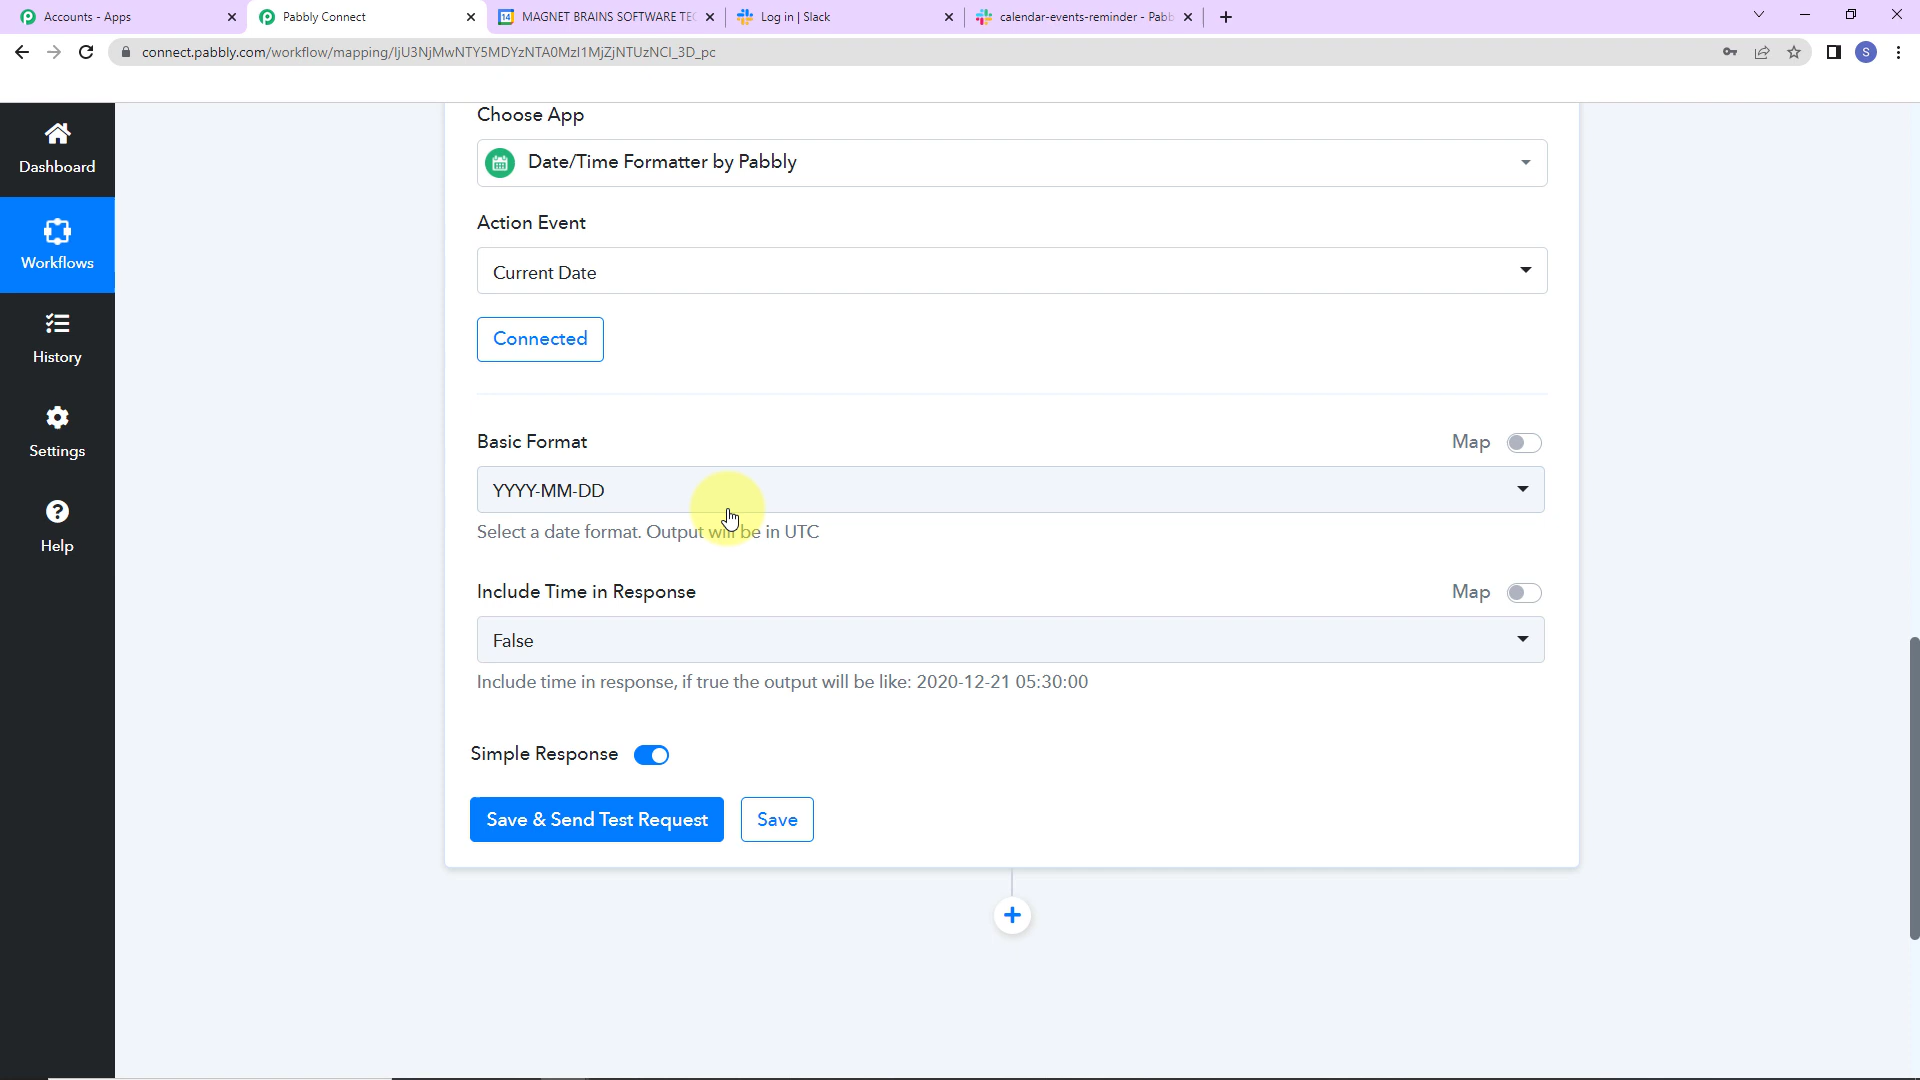 Accounts - Apps
Pabbly Connect
MAGNET BRAINS SOFTWARE TEC
Log in | Slack
calendar-events-reminder - Pabb
connect.pabbly.com/workflow/mapping/IjU3NjMwNTY5MDYzNTA0MzI1MjZjNTUzNCI_3D_pc
S
Dashboard
Workflows
History
Settings
Help
Choose App
Date/Time Formatter by Pabbly
Action Event
Current Date
Connected
Basic Format
Map
YYYY-MM-DD
Select a date format. Output will be in UTC
Include Time in Response
Map
False
Include time in response, if true the output will be like: 2020-12-21 05:30:00
Simple Response
Save & Send Test Request
Save